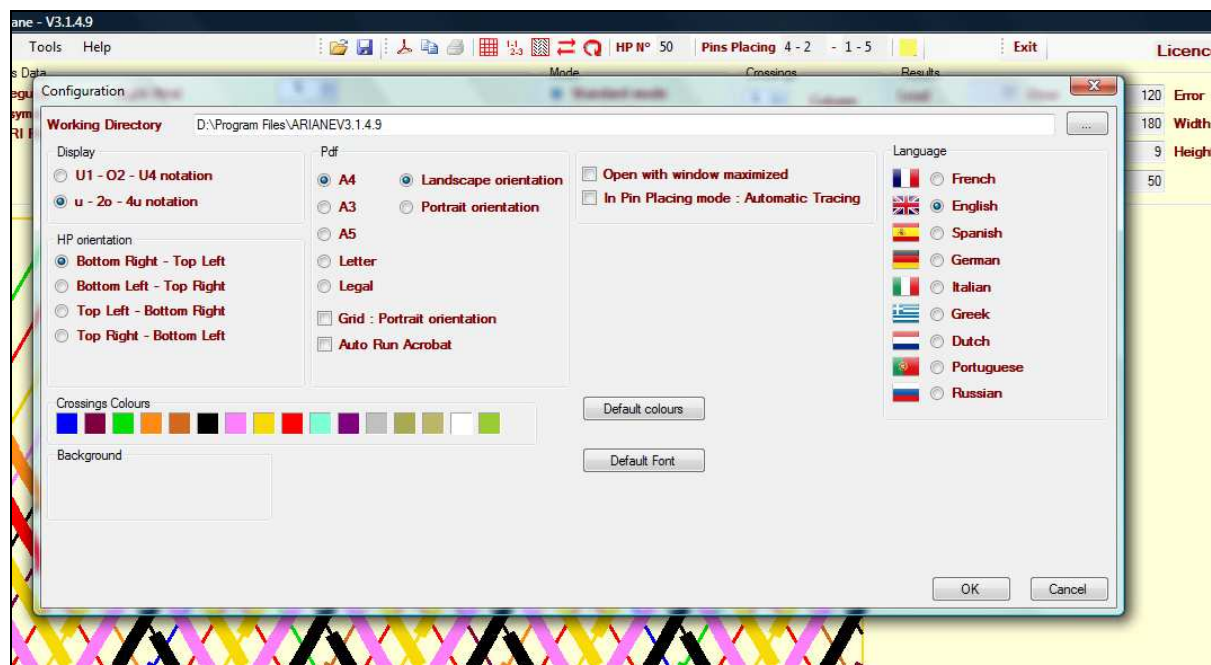 ane - V3.1.4.9
Tools Help HP N° 50 Pins Placing 4 - 2 - 1 - 5 Exit Licenc
s Data Mode Crossings Results
Configuration
egu
sym
RI F
120 Error
180 Width
9 Heigh
50
Working Directory D:\Program Files\ARIANEV3.1.4.9 ...
Display
U1 - O2 - U4 notation
u - 2o - 4u notation
HP orientation
Bottom Right - Top Left
Bottom Left - Top Right
Top Left - Bottom Right
Top Right - Bottom Left
Pdf
A4 Landscape orientation
A3 Portrait orientation
A5
Letter
Legal
Grid : Portrait orientation
Auto Run Acrobat
Open with window maximized
In Pin Placing mode : Automatic Tracing
Language
French
English
Spanish
German
Italian
Greek
Dutch
Portuguese
Russian
Crossings Colours
Default colours
Background
Default Font
OK Cancel